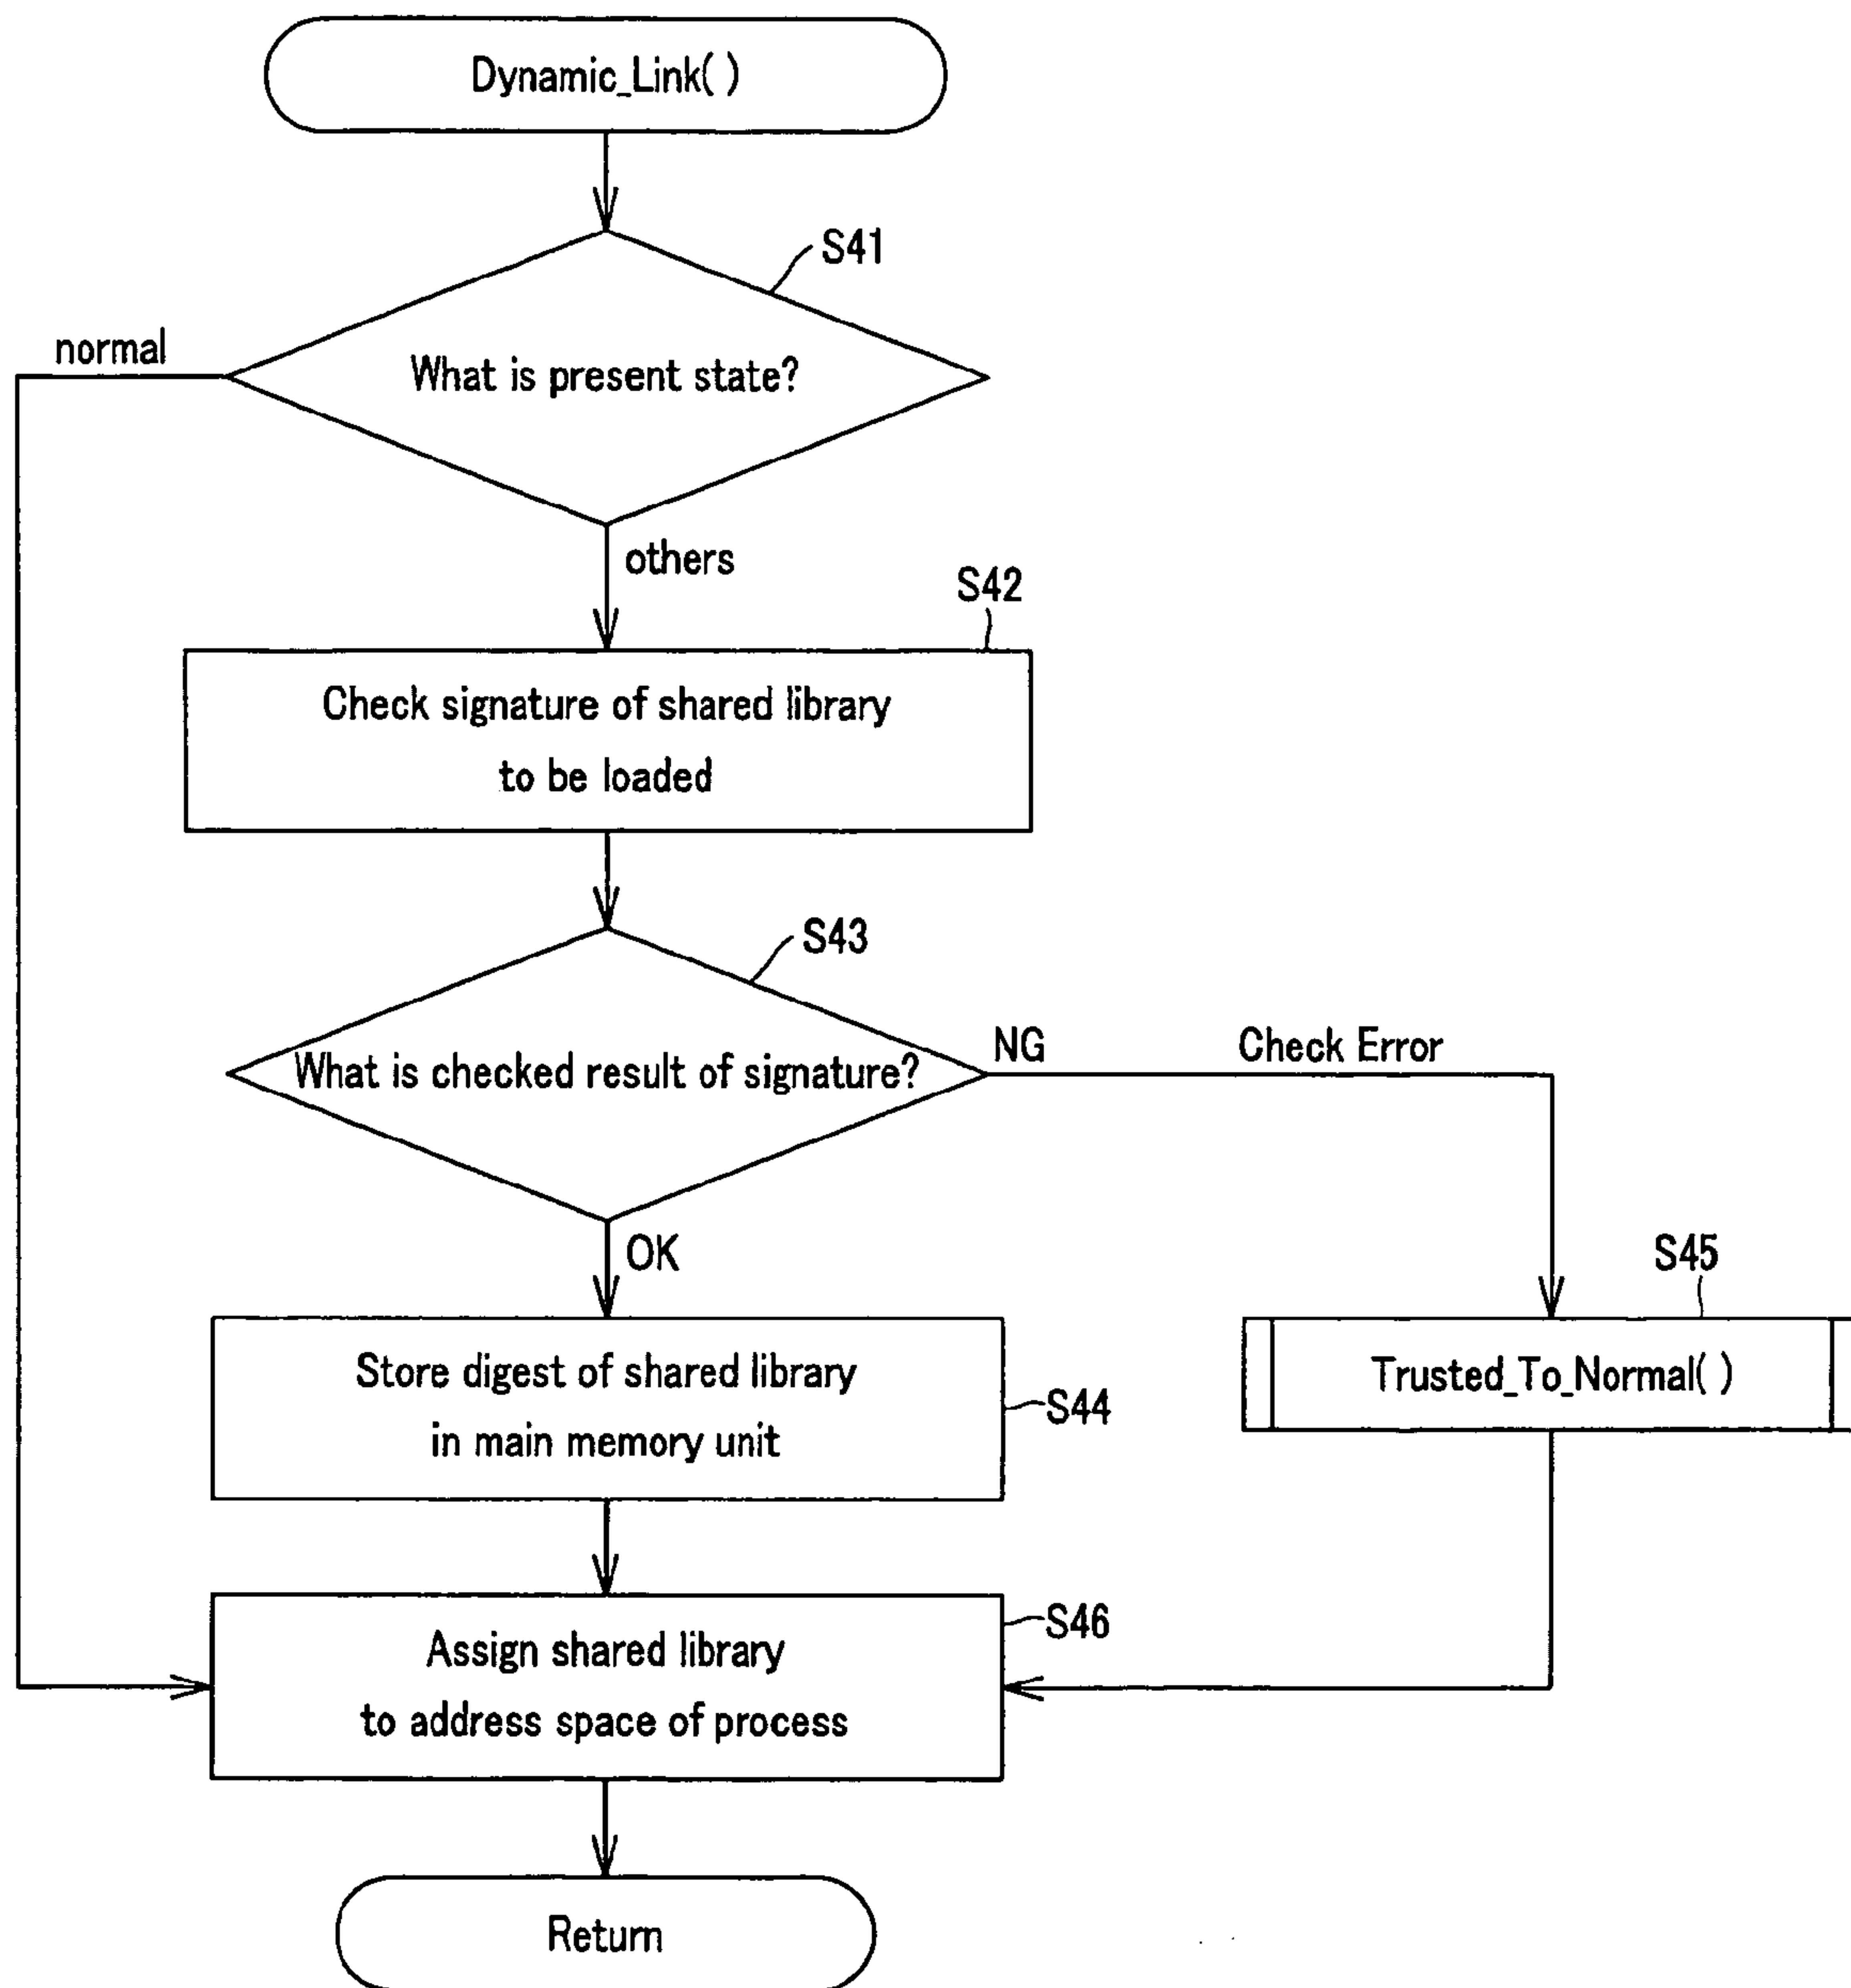 Dynamic_Link( )
S41
normal
What is present state?
others
S42
Check signature of shared library
to be loaded
S43
NG
Check Error
What is checked result of signature?
OK
S45
Store digest of shared library
in main memory unit
S44
Trusted_To_Normal( )
S46
Assign shared library
to address space of process
Return